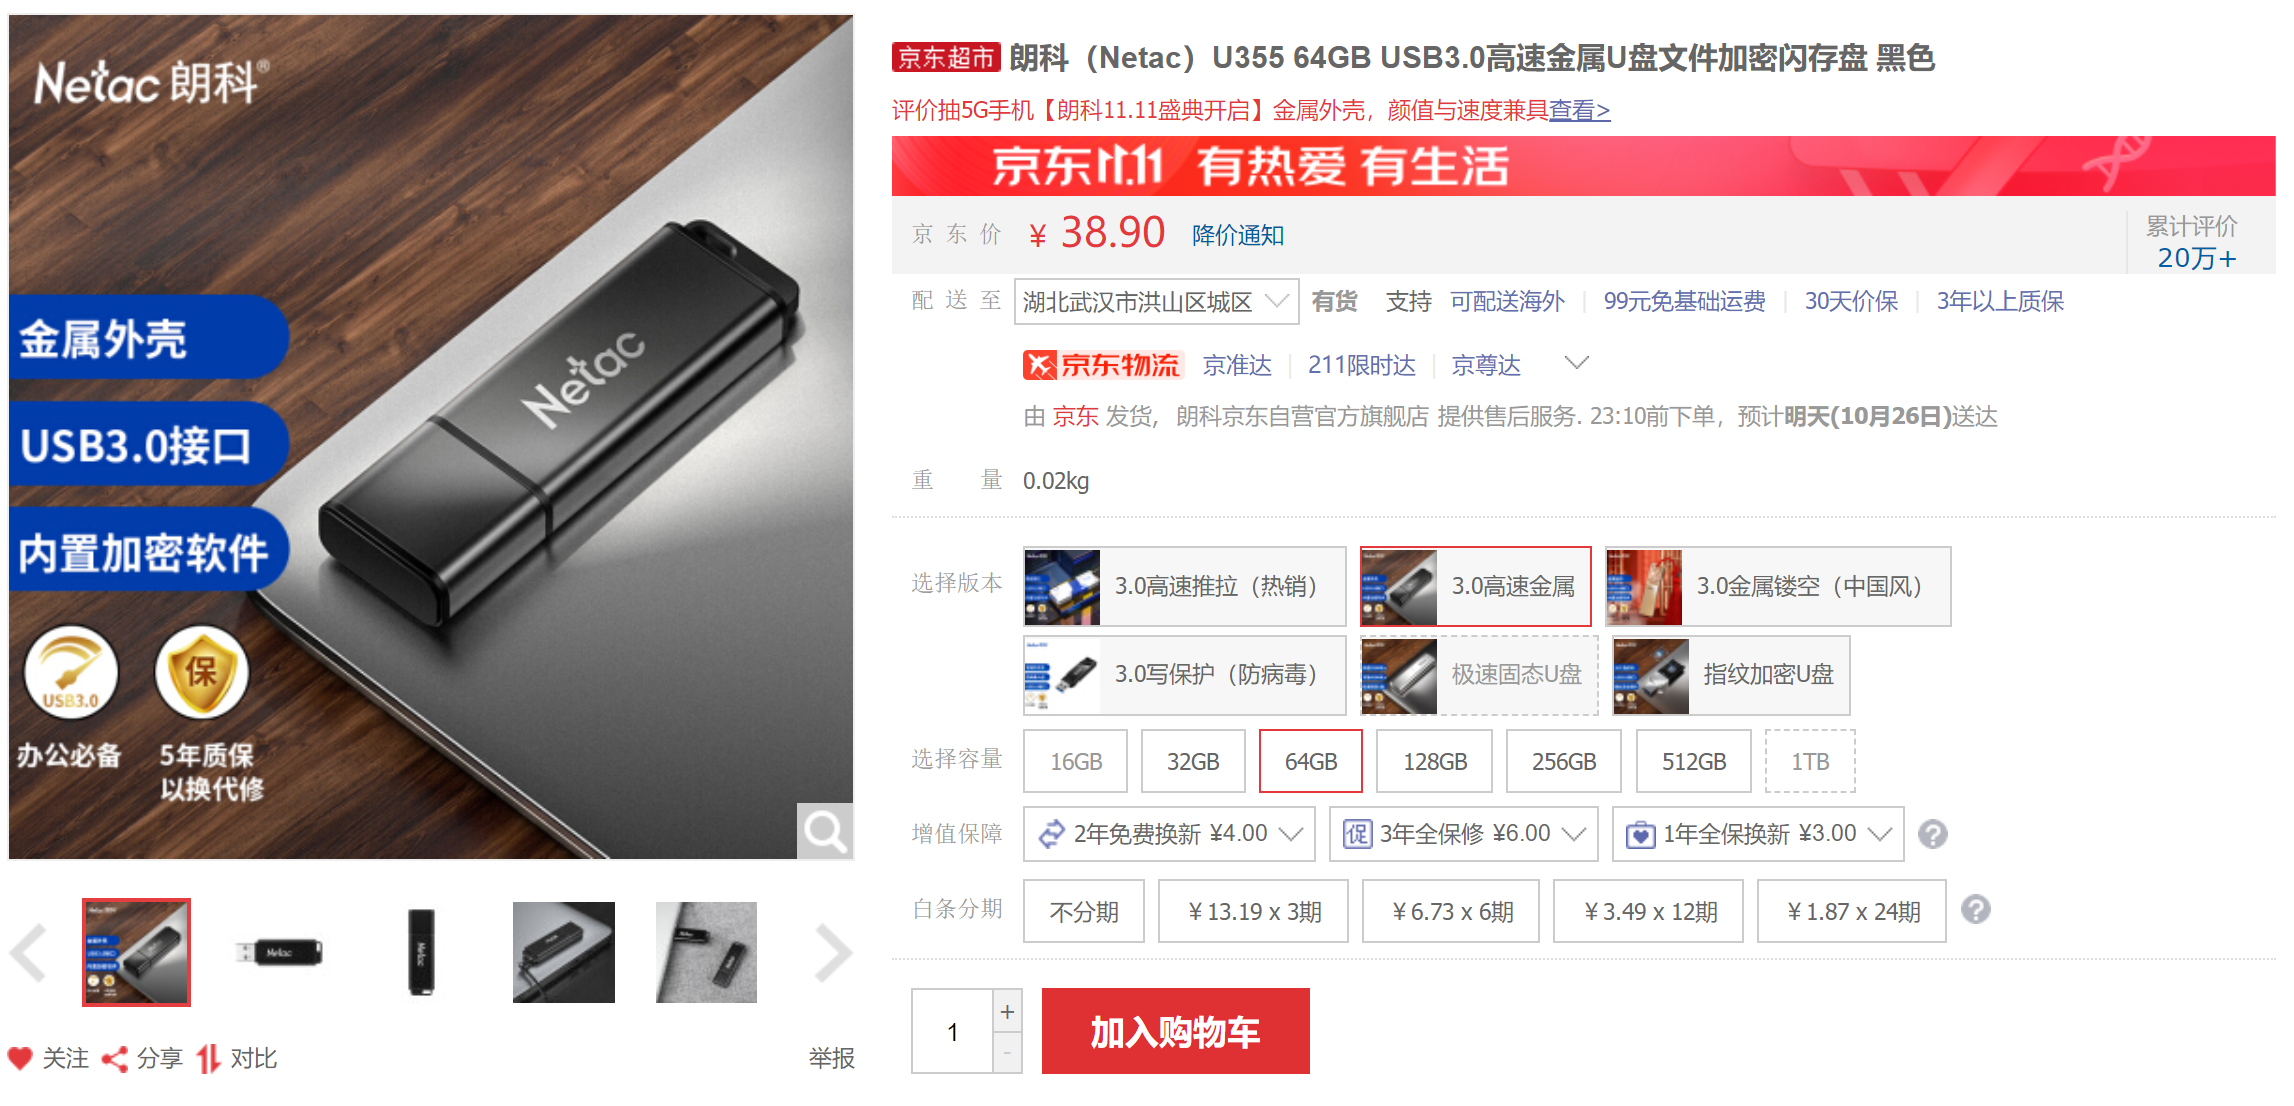 Netac 朗科®
金属外壳
USB3.0接口
内置加密软件
Netac
USB3.0
保
办公必备
5年质保
以换代修
Netac
Netac
关注 分享 对比
举报
京东超市 朗科（Netac）U355 64GB USB3.0高速金属U盘文件加密闪存盘 黑色
评价抽5G手机【朗科11.11盛典开启】金属外壳，颜值与速度兼具查看>
京东11.11 有热爱 有生活
京东价 ￥ 38.90 降价通知
累计评价
20万+
配送至 湖北武汉市洪山区城区 有货 支持 可配送海外 99元免基础运费 30天价保 3年以上质保
京东物流 京准达 211限时达 京尊达
由 京东 发货, 朗科京东自营官方旗舰店 提供售后服务. 23:10前下单，预计明天(10月26日)送达
重量 0.02kg
选择版本 3.0高速推拉（热销） 3.0高速金属 3.0金属镂空（中国风）
3.0写保护（防病毒） 极速固态U盘 指纹加密U盘
选择容量 16GB 32GB 64GB 128GB 256GB 512GB 1TB
增值保障 2年免费换新 ¥4.00 促 3年全保修 ¥6.00 1年全保换新 ¥3.00 ?
白条分期 不分期 ￥13.19 x 3期 ￥6.73 x 6期 ￥3.49 x 12期 ￥1.87 x 24期 ?
1 + -
加入购物车